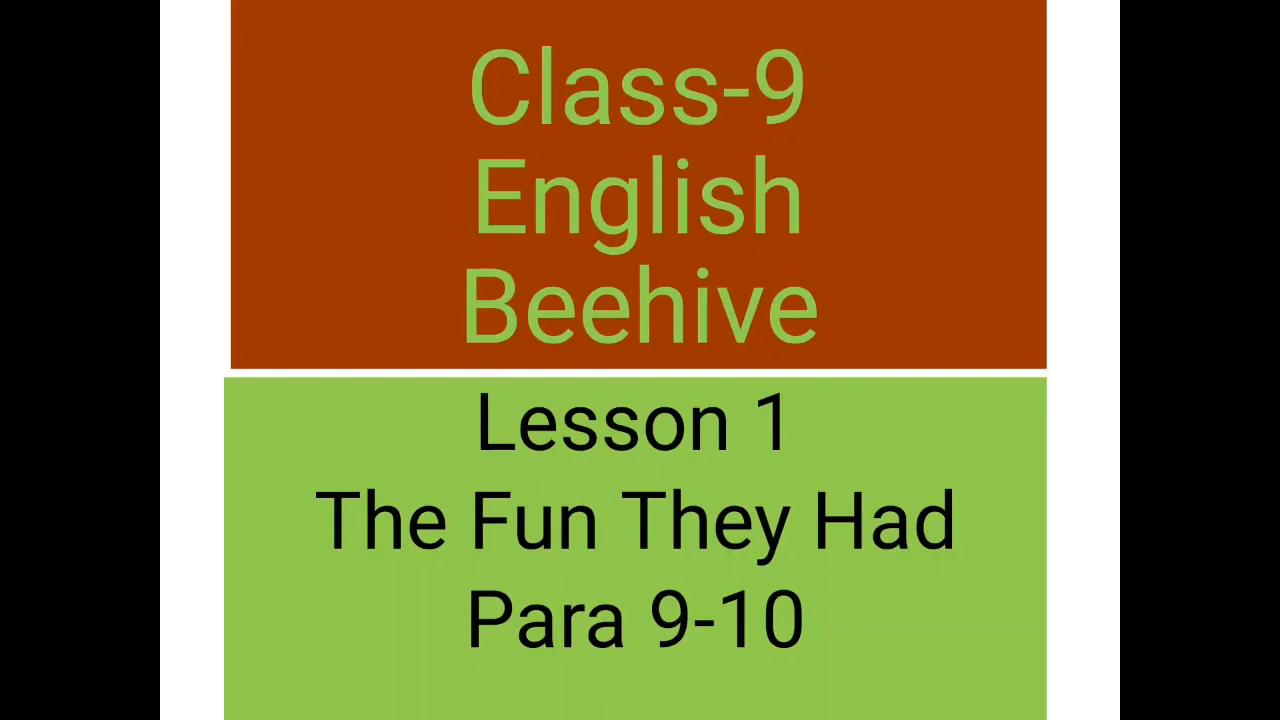 Class-9
English
Beehive
Lesson 1
The Fun They Had
Para 9-10